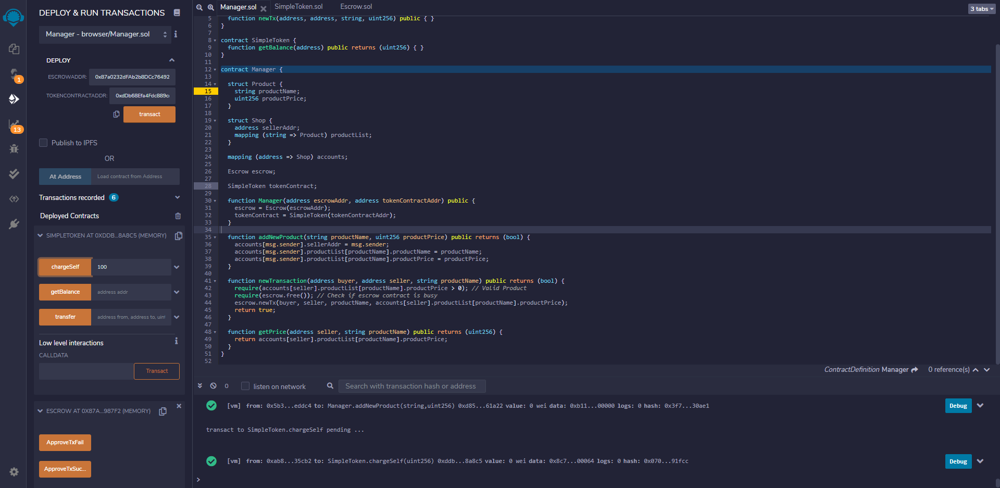 DEPLOY & RUN TRANSACTIONS
Manager - browser/Manager.sol
DEPLOY
ESCROWADDR: 0x87a0232dFAb2b8DCc76492
TOKENCONTRACTADDR: 0xdDb68Efa4Fdc889c
transact
Publish to IPFS
OR
At Address Load contract from Address
Transactions recorded 6
Deployed Contracts
SIMPLETOKEN AT 0XDDB...8A8C5 (MEMORY)
chargeSelf 100
getBalance address addr
transfer address from, address to, uint
Low level interactions
CALLDATA
Transact
ESCROW AT 0X87A...987F2 (MEMORY)
ApproveTxFail
ApproveTxSuc...
1
13
Manager.sol SimpleToken.sol Escrow.sol 3 tabs
5 function newTx(address, address, string, uint256) public { }
6 }
7
8 contract SimpleToken {
9 function getBalance(address) public returns (uint256) { }
10 }
11
12 contract Manager {
13
14 struct Product {
15 string productName;
16 uint256 productPrice;
17 }
18
19 struct Shop {
20 address sellerAddr;
21 mapping (string => Product) productList;
22 }
23
24 mapping (address => Shop) accounts;
25
26 Escrow escrow;
27
28 SimpleToken tokenContract;
29
30 function Manager(address escrowAddr, address tokenContractAddr) public {
31 escrow = Escrow(escrowAddr);
32 tokenContract = SimpleToken(tokenContractAddr);
33 }
34
35 function addNewProduct(string productName, uint256 productPrice) public returns (bool) {
36 accounts[msg.sender].sellerAddr = msg.sender;
37 accounts[msg.sender].productList[productName].productName = productName;
38 accounts[msg.sender].productList[productName].productPrice = productPrice;
39 }
40
41 function newTransaction(address buyer, address seller, string productName) public returns (bool) {
42 require(accounts[seller].productList[productName].productPrice > 0); // Valid Product
43 require(escrow.free()); // Check if escrow contract is busy
44 escrow.newTx(buyer, seller, productName, accounts[seller].productList[productName].productPrice);
45 return true;
46 }
47
48 function getPrice(address seller, string productName) public returns (uint256) {
49 return accounts[seller].productList[productName].productPrice;
50 }
51 }
52
ContractDefinition Manager 0 reference(s)
0 listen on network Search with transaction hash or address
[vm] from: 0x5b3...eddc4 to: Manager.addNewProduct(string,uint256) 0xd85...61a22 value: 0 wei data: 0xb11...00000 logs: 0 hash: 0x3f7...30ae1 Debug
transact to SimpleToken.chargeSelf pending ...
[vm] from: 0xab8...35cb2 to: SimpleToken.chargeSelf(uint256) 0xddb...8a8c5 value: 0 wei data: 0x8c7...00064 logs: 0 hash: 0x070...91fcc Debug
>